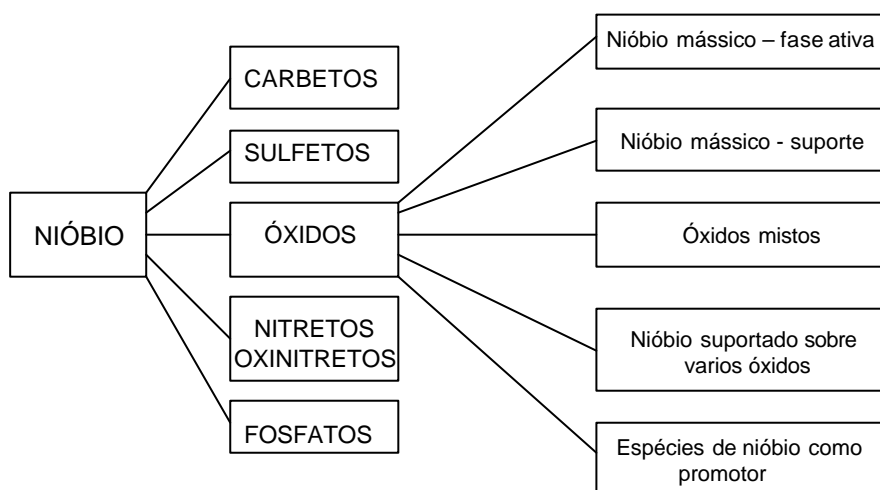 NIÓBIO
CARBETOS
SULFETOS
ÓXIDOS
NITRETOS
OXINITRETOS
FOSFATOS
Nióbio mássico – fase ativa
Nióbio mássico - suporte
Óxidos mistos
Nióbio suportado sobre
varios óxidos
Espécies de nióbio como
promotor